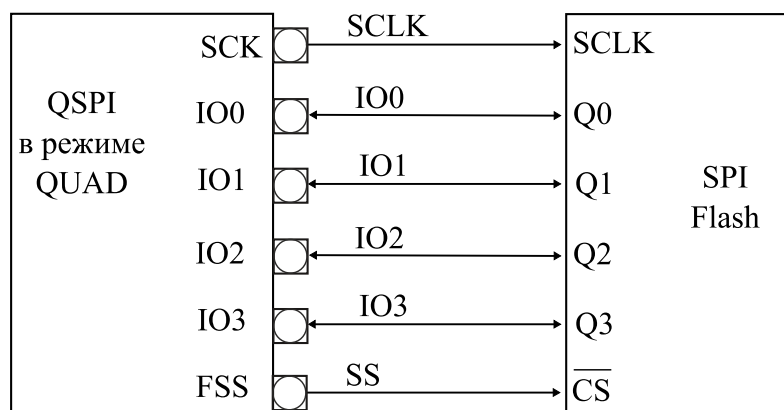 SCK
SCLK
SCLK
QSPI
в режиме
QUAD
IO0
IO0
Q0
IO1
IO1
Q1
SPI
Flash
IO2
IO2
Q2
IO3
IO3
Q3
FSS
SS
CS